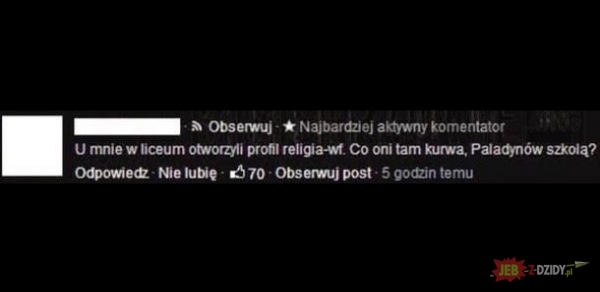 Obserwuj · ★ Najbardziej aktywny komentator
U mnie w liceum otworzyli profil religia-wf. Co oni tam kurwa, Paladynów szkolą?
Odpowiedz · Nie lubię · 70 · Obserwuj post · 5 godzin temu
JEB-Z-DZIDY.pl